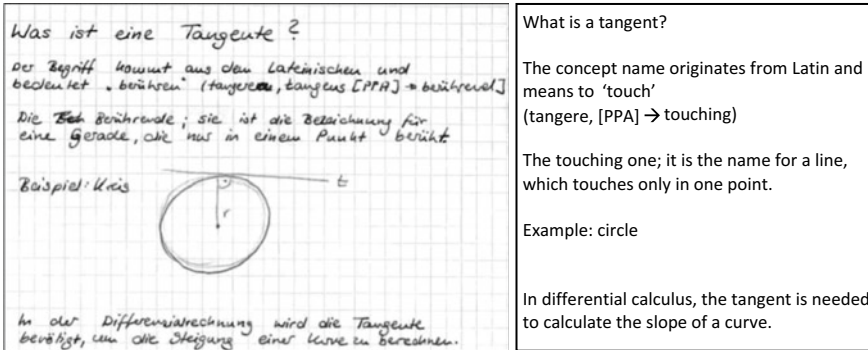 Was ist eine Tangente?
Der Begriff kommt aus dem Lateinischen und
bedeutet „berühren" (tangere, tangens [PPA] → berührend]
Die Berührende; sie ist die Bezeichnung für
eine Gerade, die nur in einem Punkt berüht
Beispiel: Kreis
t
r
In der Differenzialrechnung wird die Tangente
benötigt, um die Steigung einer Kurve zu berechnen.
What is a tangent?
The concept name originates from Latin and
means to ‘touch’
(tangere, [PPA] → touching)
The touching one; it is the name for a line,
which touches only in one point.
Example: circle
In differential calculus, the tangent is needed
to calculate the slope of a curve.